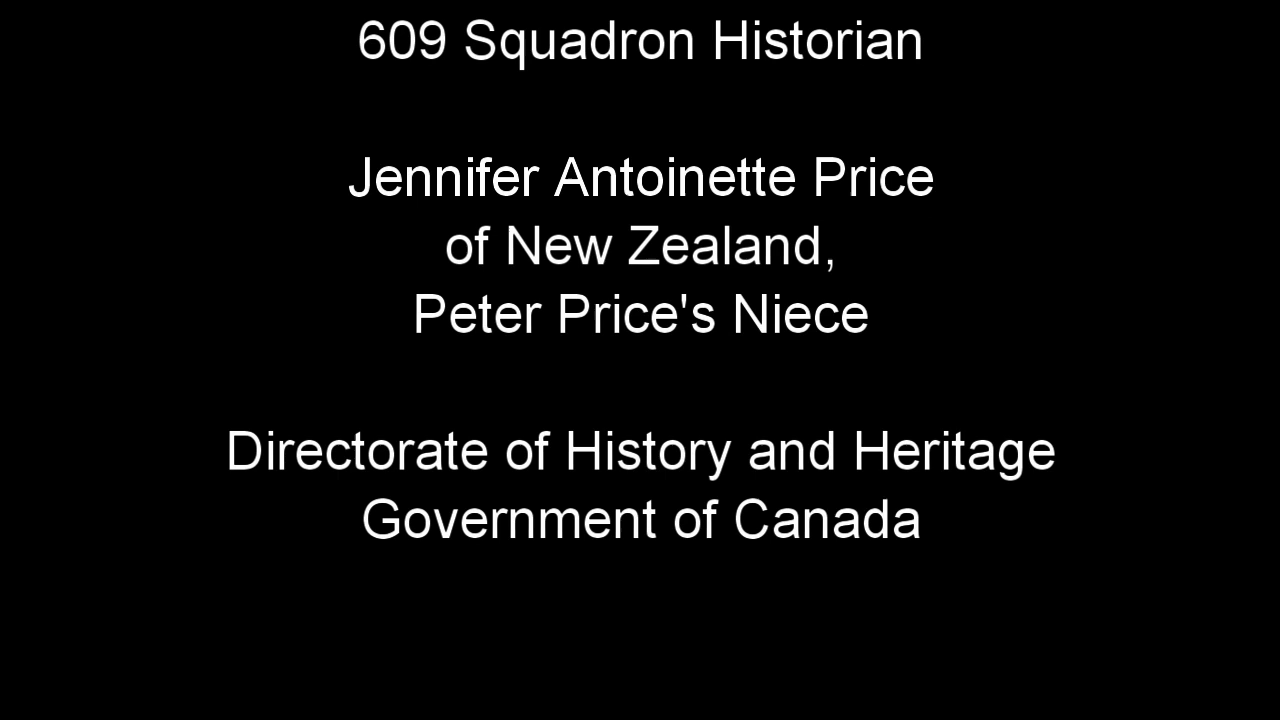 609 Squadron Historian
Jennifer Antoinette Price
of New Zealand,
Peter Price's Niece
Directorate of History and Heritage
Government of Canada